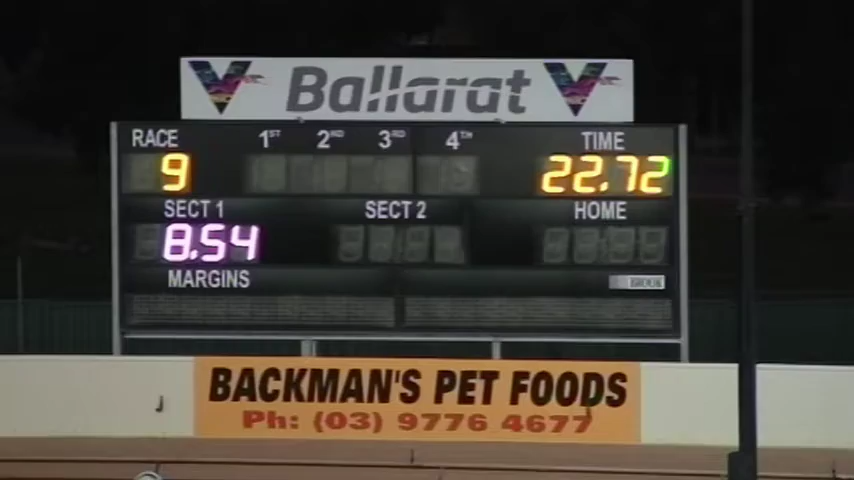 Ballarat
RACE 1ST 2ND 3RD 4TH TIME
9 22.72
SECT 1 SECT 2 HOME
8.54
MARGINS
BACKMAN'S PET FOODS
Ph: (03) 9776 4677